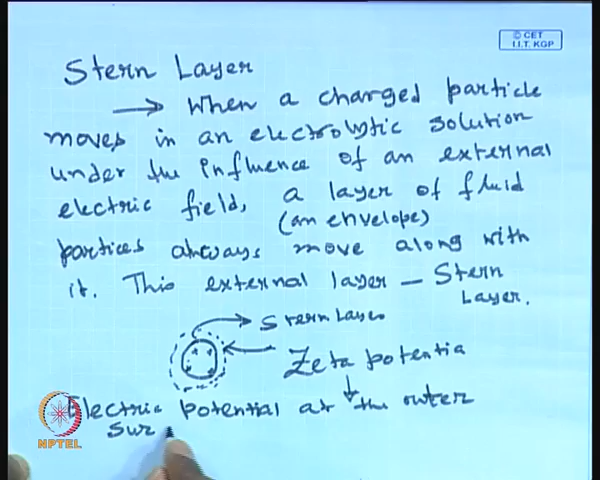 © CET
I.I.T. KGP
Stern Layer
→ When a charged particle
moves in an electrolytic solution
under the influence of an external
electric field, a layer of fluid
(an envelope)
partices always move along with
it. This external layer — Stern
Layer.
Stern Layer
Zeta potentia
Electric potential at the outer
Sur
NPTEL